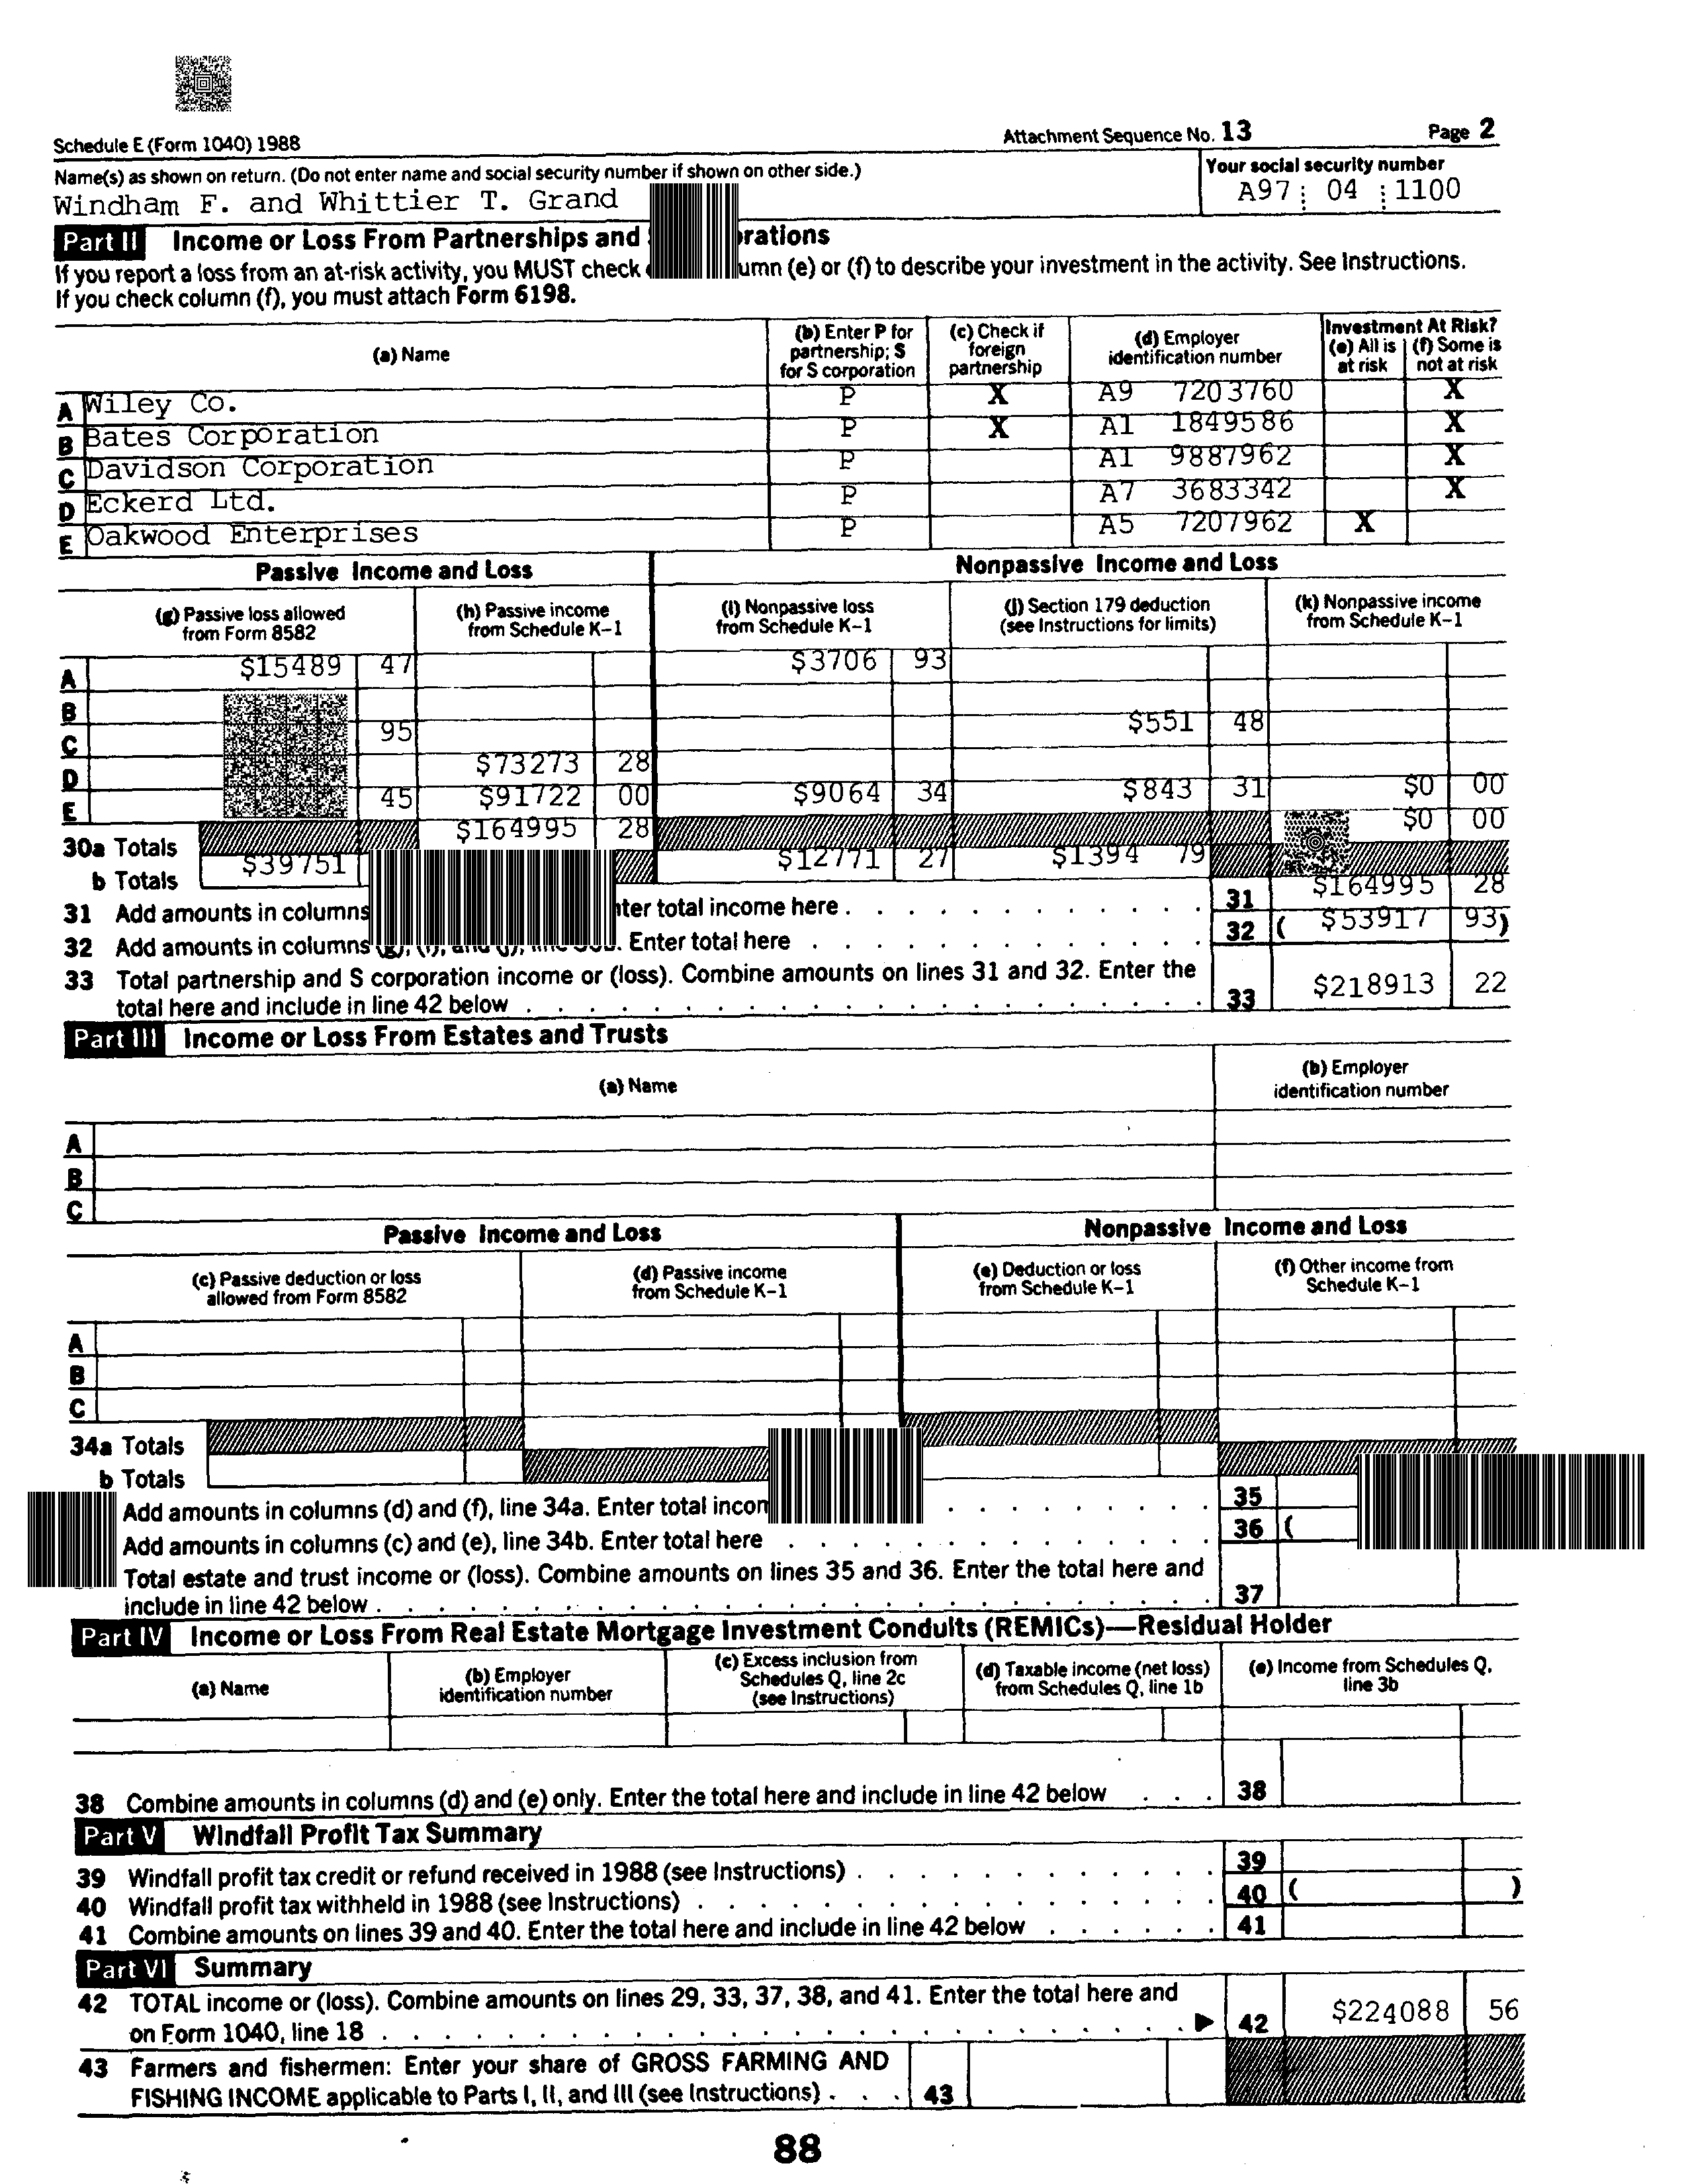 Schedule E (Form 1040) 1988 Attachment Sequence No. 13 Page 2
Name(s) as shown on return. (Do not enter name and social security number if shown on other side.) Your social security number
Windham F. and Whittier T. Grand A97 04 1100
Part II Income or Loss From Partnerships and rations
If you report a loss from an at-risk activity, you MUST check umn (e) or (f) to describe your investment in the activity. See Instructions.
If you check column (f), you must attach Form 6198.
(a) Name (b) Enter P for partnership; S for S corporation (c) Check if foreign partnership (d) Employer identification number Investment At Risk? (e) All is at risk (f) Some is not at risk
A Wiley Co. P X A9 7203760 X
B Bates Corporation P X A1 1849586 X
C Davidson Corporation P A1 9887962 X
D Eckerd Ltd. P A7 3683342 X
E Oakwood Enterprises P A5 7207962 X
Passive Income and Loss Nonpassive Income and Loss
(g) Passive loss allowed from Form 8582 (h) Passive income from Schedule K-1 (i) Nonpassive loss from Schedule K-1 (j) Section 179 deduction (see Instructions for limits) (k) Nonpassive income from Schedule K-1
A $15489 47 $3706 93
B
C 95 $551 48
D $73273 28
E 45 $91722 00 $9064 34 $843 31 $0 00
30a Totals $164995 28 $0 00
b Totals $39751 $12771 27 $1394 79
31 Add amounts in columns nter total income here 31 $164995 28
32 Add amounts in columns (g), (i), and (j), line 30b. Enter total here 32 ( $53917 93)
33 Total partnership and S corporation income or (loss). Combine amounts on lines 31 and 32. Enter the
total here and include in line 42 below 33 $218913 22
Part III Income or Loss From Estates and Trusts
(a) Name (b) Employer identification number
A
B
C
Passive Income and Loss Nonpassive Income and Loss
(c) Passive deduction or loss allowed from Form 8582 (d) Passive income from Schedule K-1 (e) Deduction or loss from Schedule K-1 (f) Other income from Schedule K-1
A
B
C
34a Totals
b Totals
Add amounts in columns (d) and (f), line 34a. Enter total incom 35
Add amounts in columns (c) and (e), line 34b. Enter total here 36 (
Total estate and trust income or (loss). Combine amounts on lines 35 and 36. Enter the total here and
include in line 42 below 37
Part IV Income or Loss From Real Estate Mortgage Investment Conduits (REMICs)—Residual Holder
(a) Name (b) Employer identification number (c) Excess inclusion from Schedules Q, line 2c (see Instructions) (d) Taxable income (net loss) from Schedules Q, line 1b (e) Income from Schedules Q, line 3b
38 Combine amounts in columns (d) and (e) only. Enter the total here and include in line 42 below 38
Part V Windfall Profit Tax Summary
39 Windfall profit tax credit or refund received in 1988 (see Instructions) 39
40 Windfall profit tax withheld in 1988 (see Instructions) 40 ( )
41 Combine amounts on lines 39 and 40. Enter the total here and include in line 42 below 41
Part VI Summary
42 TOTAL income or (loss). Combine amounts on lines 29, 33, 37, 38, and 41. Enter the total here and
on Form 1040, line 18 ▶ 42 $224088 56
43 Farmers and fishermen: Enter your share of GROSS FARMING AND
FISHING INCOME applicable to Parts I, II, and III (see Instructions) 43
88